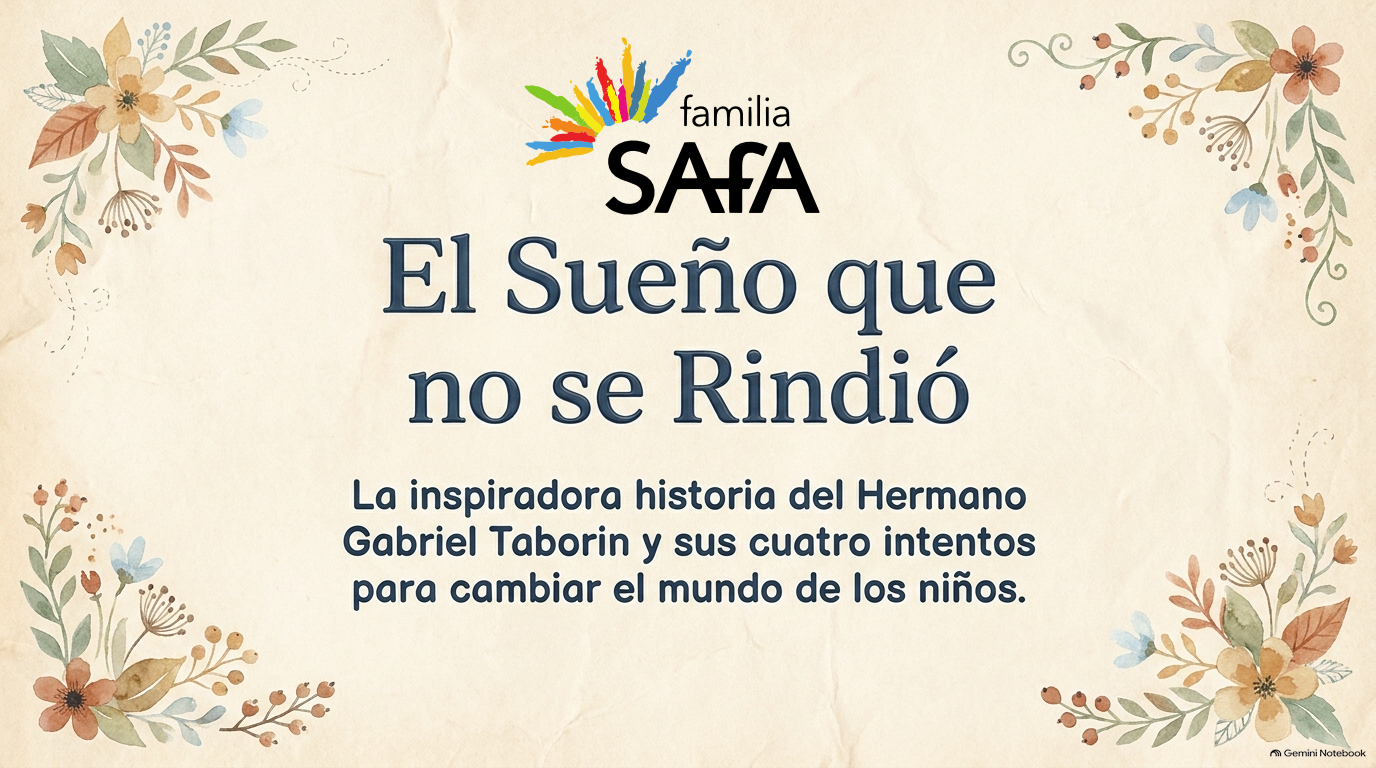 familia
SAfA
El Sueño que
no se Rindió
La inspiradora historia del Hermano
Gabriel Taborin y sus cuatro intentos
para cambiar el mundo de los niños.
Gemini Notebook